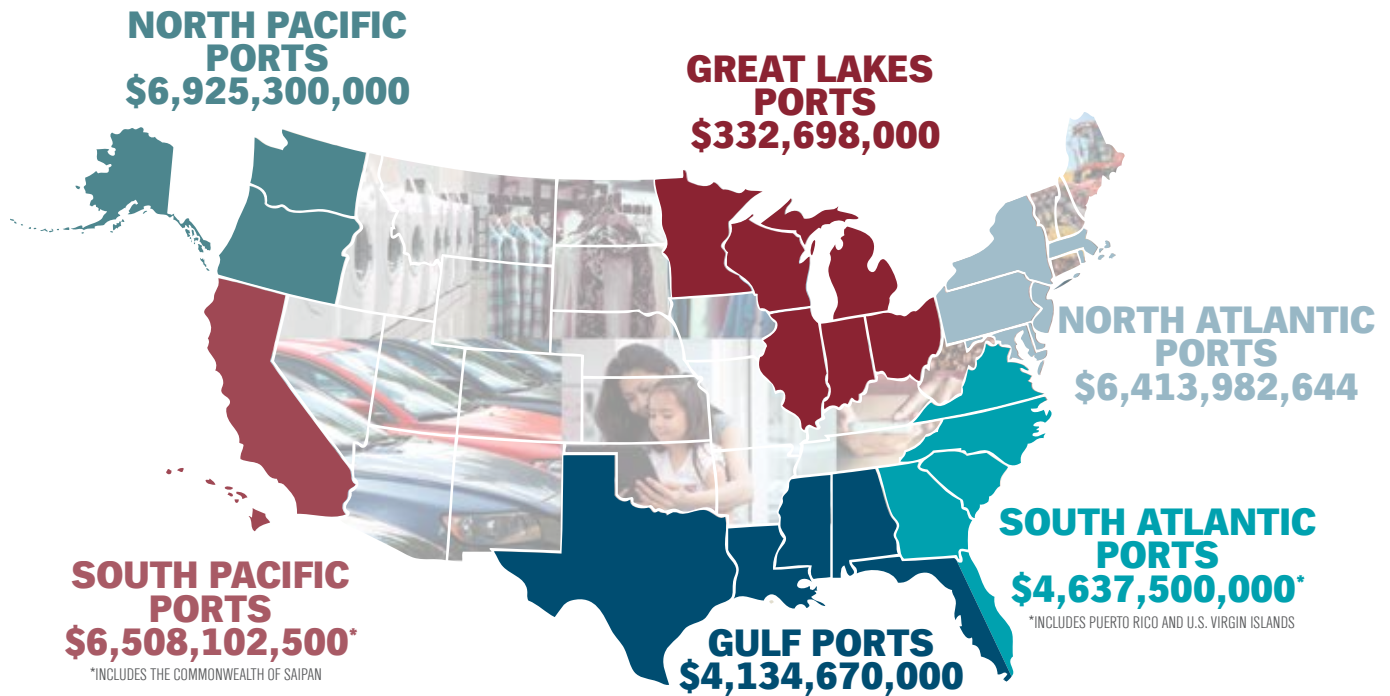 NORTH PACIFIC
PORTS
$6,925,300,000
GREAT LAKES
PORTS
$332,698,000
NORTH ATLANTIC
PORTS
$6,413,982,644
SOUTH ATLANTIC
PORTS
$4,637,500,000*
*INCLUDES PUERTO RICO AND U.S. VIRGIN ISLANDS
SOUTH PACIFIC
PORTS
$6,508,102,500*
*INCLUDES THE COMMONWEALTH OF SAIPAN
GULF PORTS
$4,134,670,000